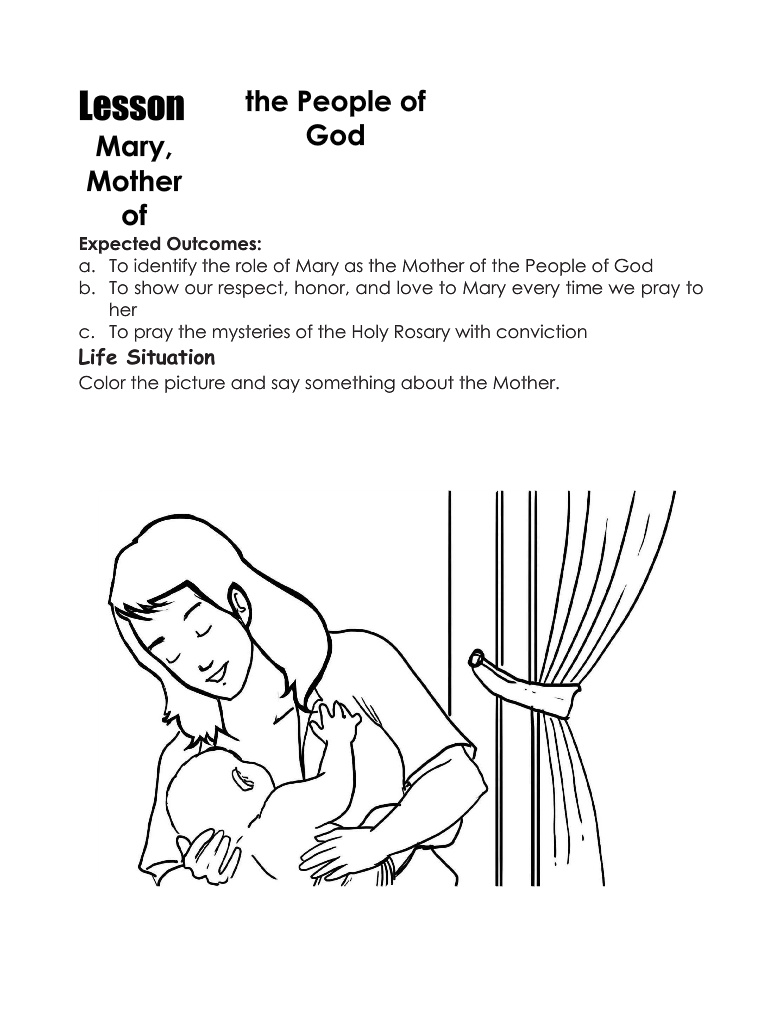 Lesson
Mary,
Mother
of
the People of
God
Expected Outcomes:
a. To identify the role of Mary as the Mother of the People of God
b. To show our respect, honor, and love to Mary every time we pray to
her
c. To pray the mysteries of the Holy Rosary with conviction
Life Situation
Color the picture and say something about the Mother.